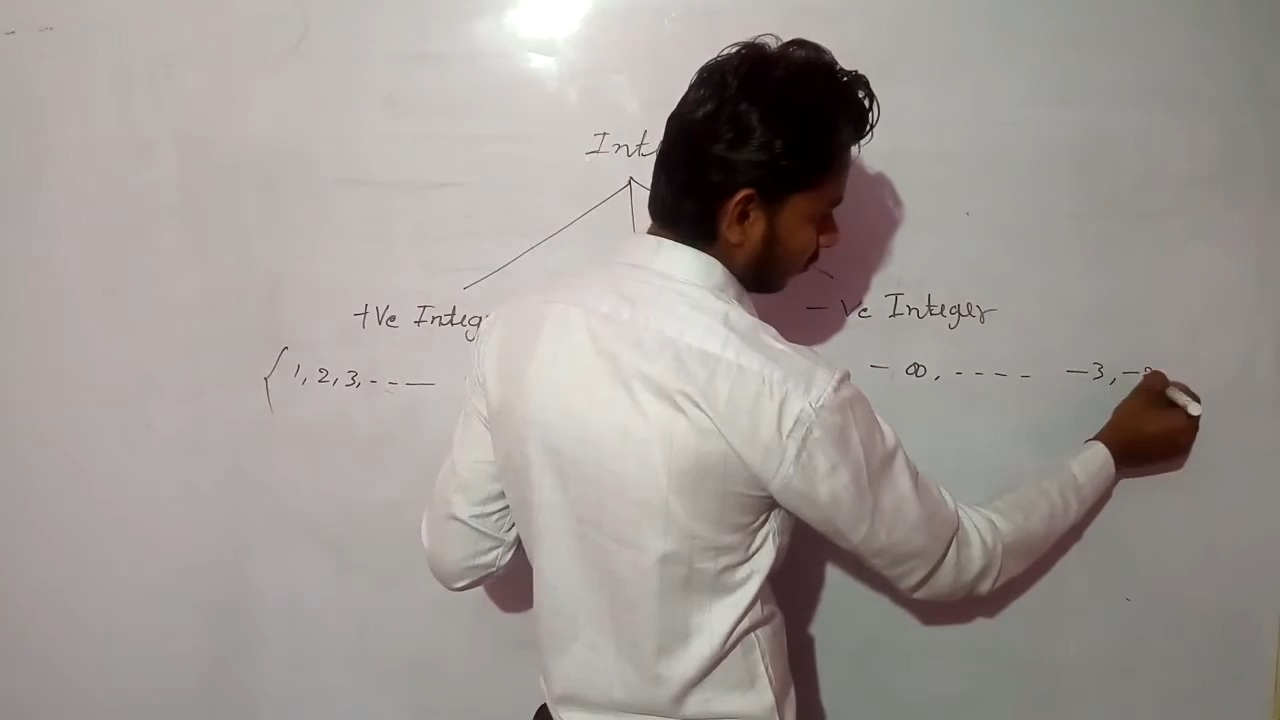 Int
+Ve Integ
- Ve Integer
{ 1, 2, 3, - - —
- ∞, - - - - -3, -2